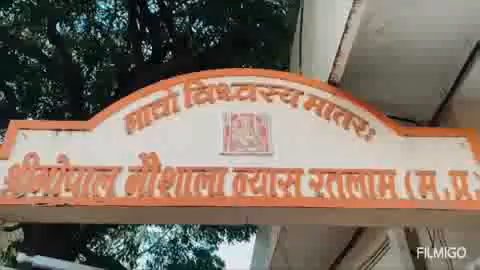 गावो विश्वस्य मातरः
श्री गोपाल गौशाला न्यास रतलाम (म.प्र.
FILMIGO